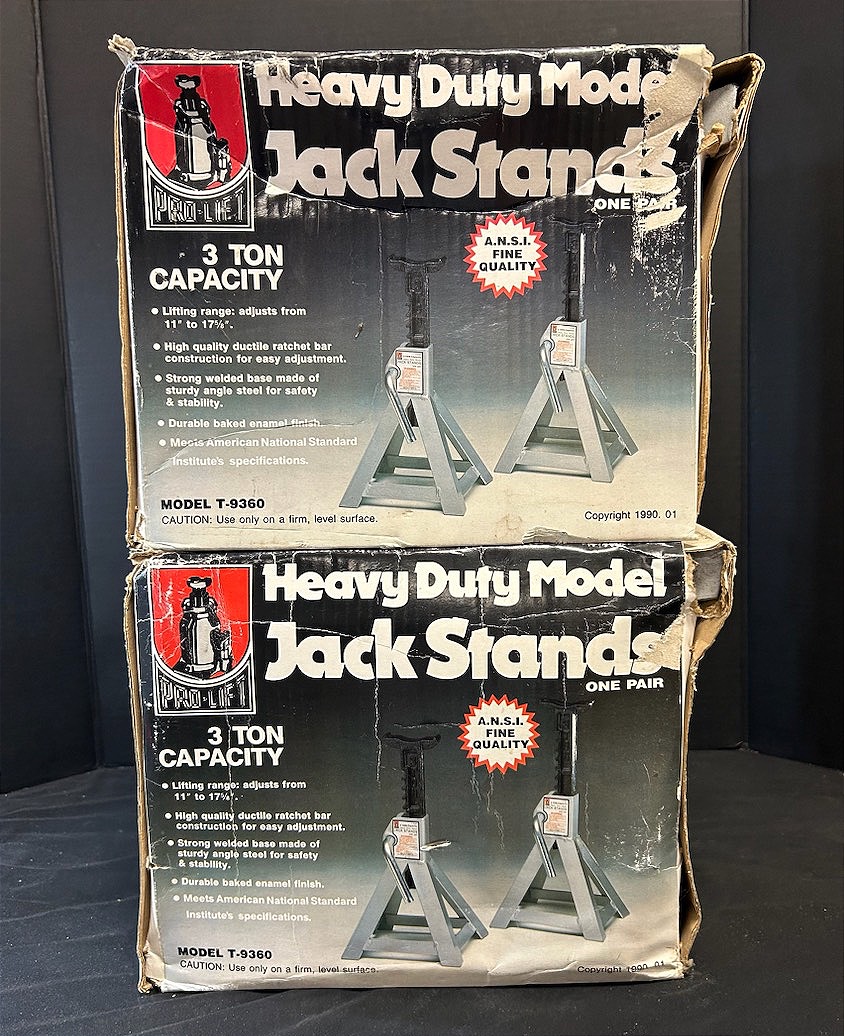 Heavy Duty Mode
Jack Stands
ONE PAIR
PRO-LIFT
3 TON
CAPACITY
A.N.S.I.
FINE
QUALITY
• Lifting range: adjusts from
11" to 17⅝".
• High quality ductile ratchet bar
construction for easy adjustment.
• Strong welded base made of
sturdy angle steel for safety
& stability.
• Durable baked enamel finish.
• Meets American National Standard
Institute's specifications.
MODEL T-9360
CAUTION: Use only on a firm, level surface.
Copyright 1990. 01
Heavy Duty Model
Jack Stands
ONE PAIR
PRO-LIFT
3 TON
CAPACITY
A.N.S.I.
FINE
QUALITY
• Lifting range: adjusts from
11" to 17⅝".
• High quality ductile ratchet bar
construction for easy adjustment.
• Strong welded base made of
sturdy angle steel for safety
& stability.
• Durable baked enamel finish.
• Meets American National Standard
Institute's specifications.
MODEL T-9360
CAUTION: Use only on a firm, level surface.
Copyright 1990. 01